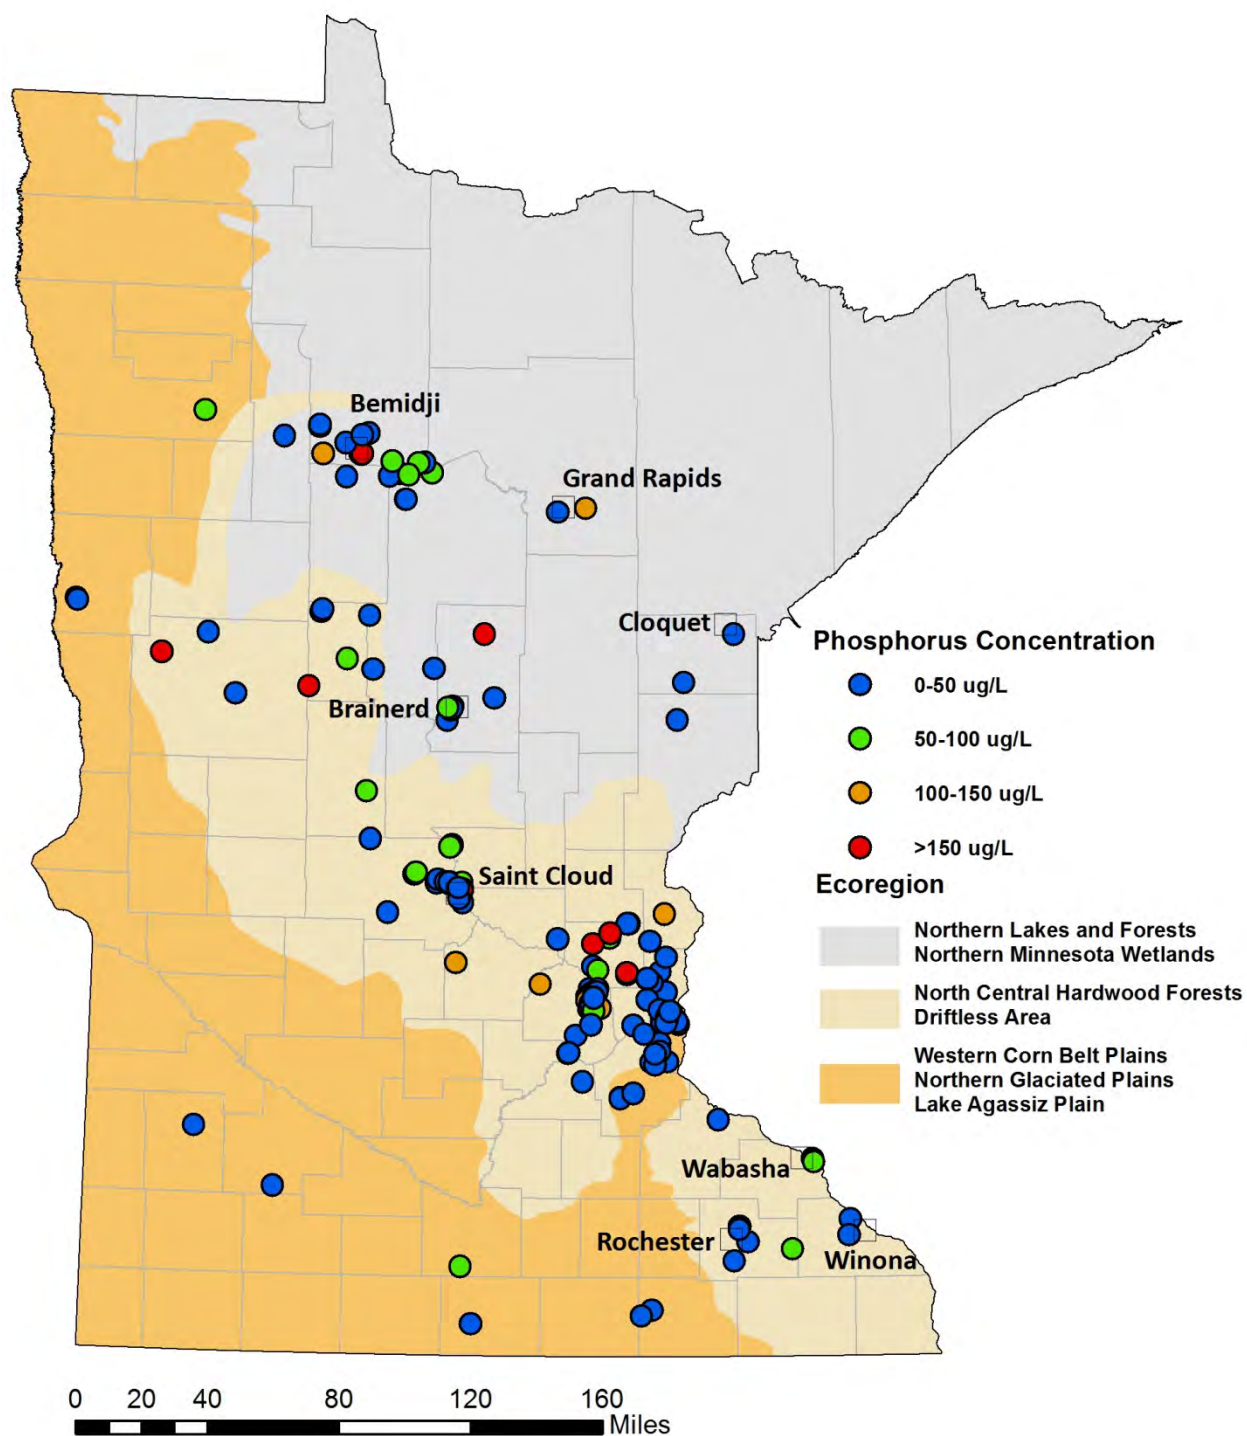 Bemidji
Grand Rapids
Cloquet
Phosphorus Concentration
0-50 ug/L
Brainerd
50-100 ug/L
100-150 ug/L
>150 ug/L
Saint Cloud
Ecoregion
Northern Lakes and Forests
Northern Minnesota Wetlands
North Central Hardwood Forests
Driftless Area
Western Corn Belt Plains
Northern Glaciated Plains
Lake Agassiz Plain
Wabasha
Rochester
Winona
0 20 40 80 120 160
Miles